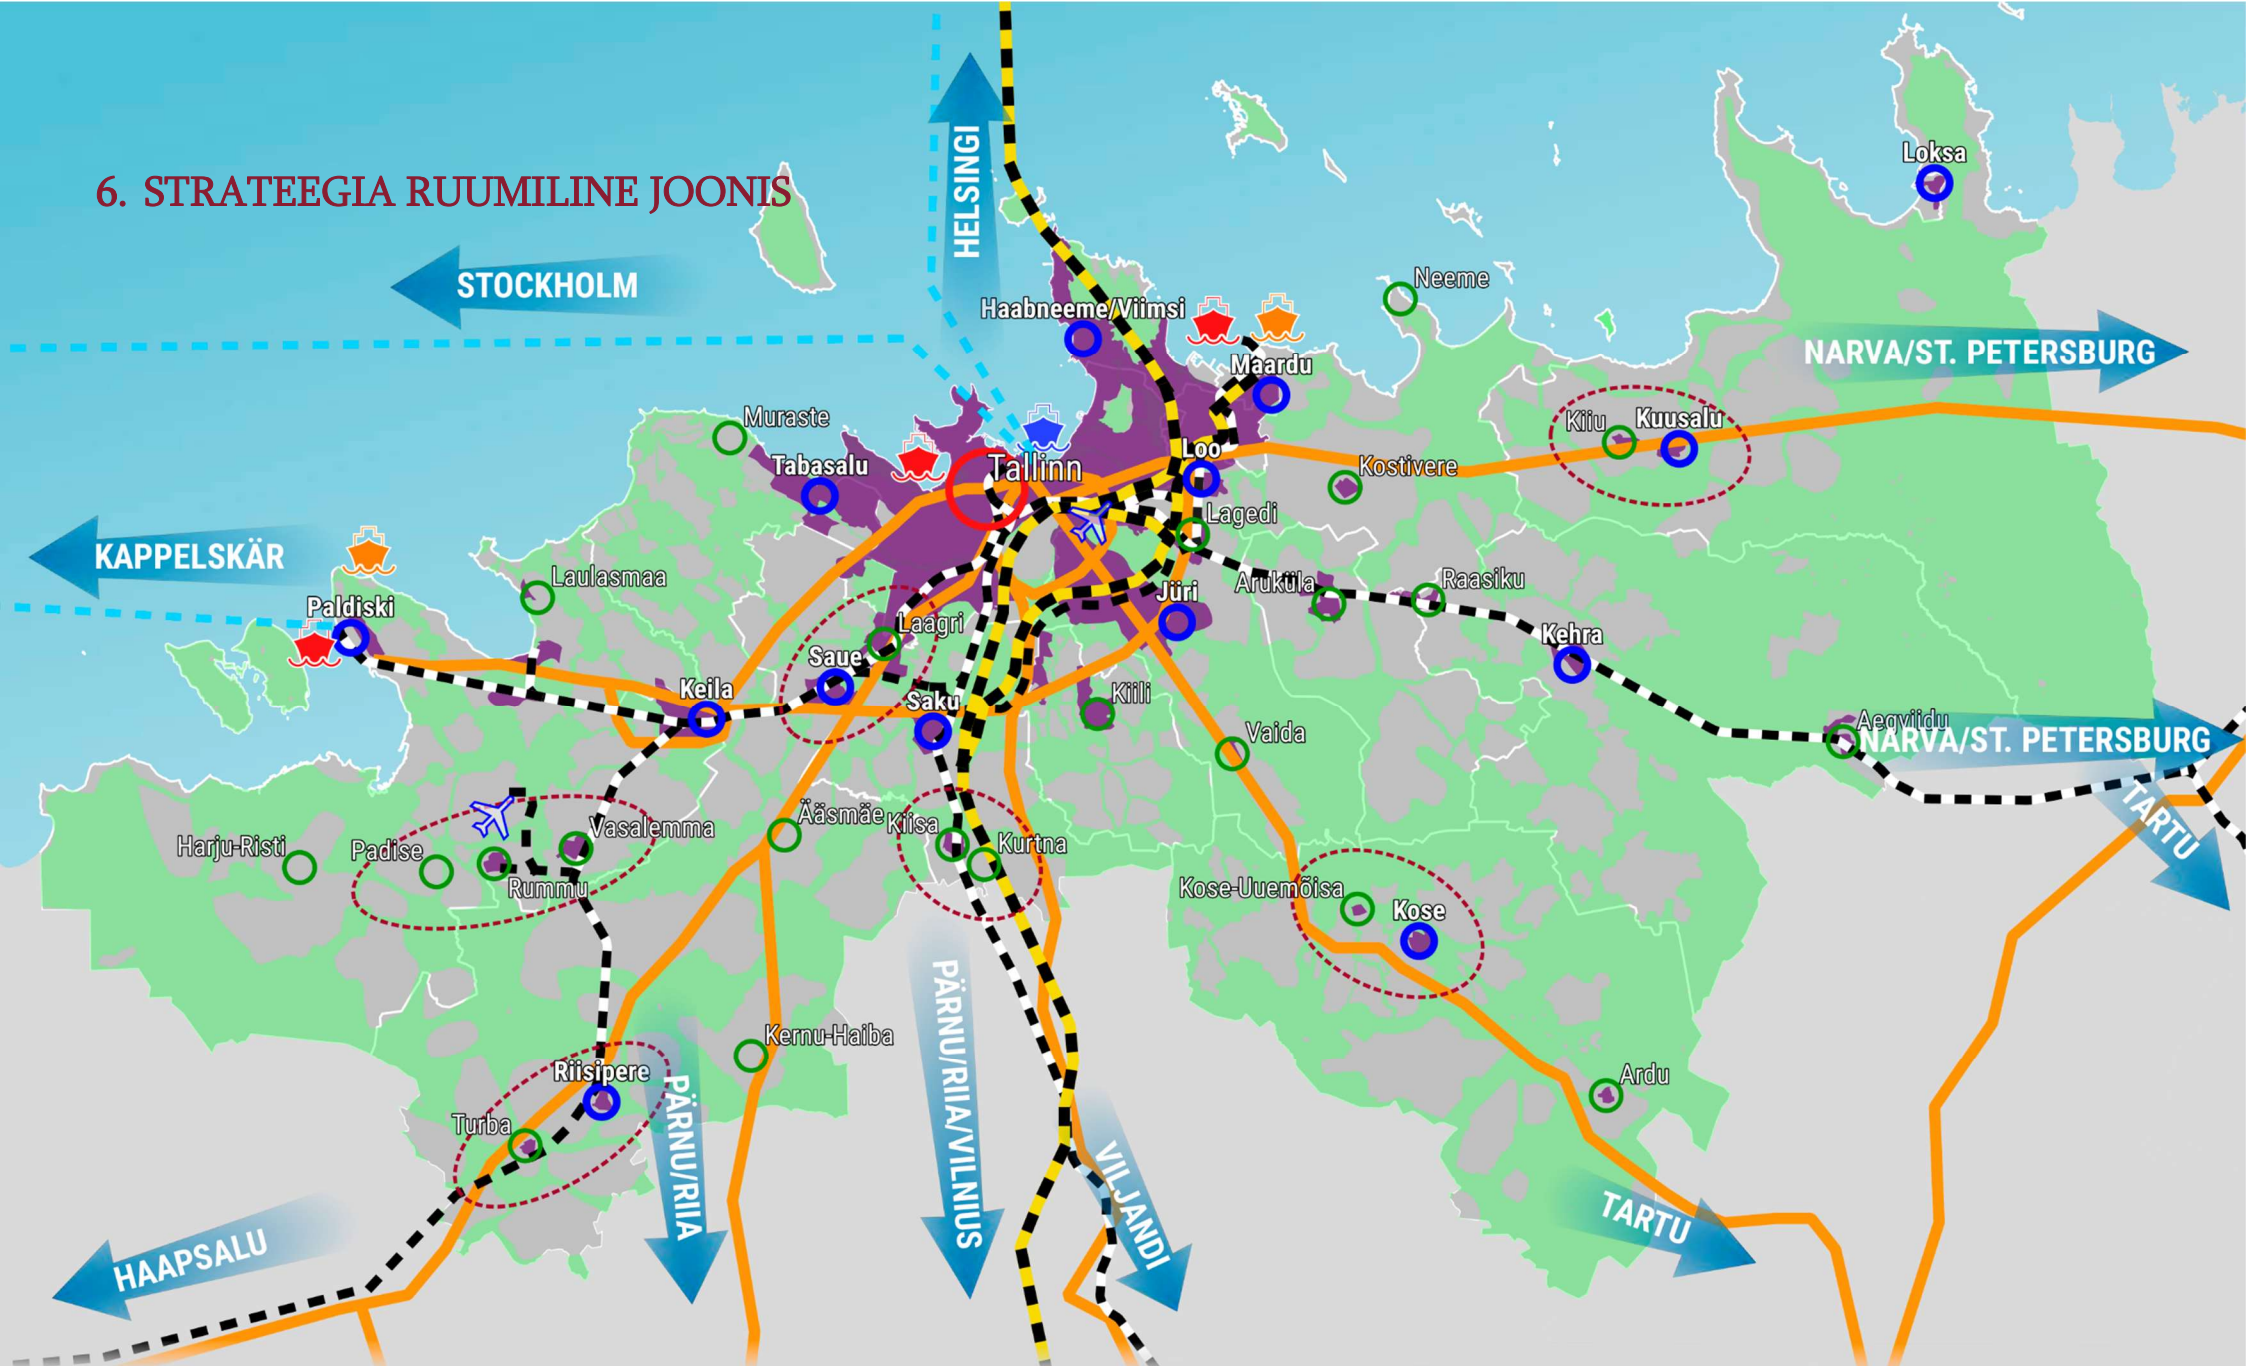 HELSINGI
Loksa
6. STRATEEGIA RUUMILINE JOONIS
STOCKHOLM
Neeme
Haabneeme/Viimsi
NARVA/ST. PETERSBURG
Maardu
Muraste
Kiiu
Kuusalu
Tabasalu
Tallinn
Loo
Kostivere
Lagedi
KAPPELSKÄR
Laulasmaa
Aruküla
Raasiku
Paldiski
Jüri
Laagri
Kehra
Saue
Keila
Saku
Kiili
Vaida
Aegviidu
NARVA/ST. PETERSBURG
TARTU
Vasalemma
Ääsmäe
Kiisa
Kurtna
Harju-Risti
Padise
Rummu
Kose-Uuemõisa
Kose
Kernu-Haiba
Riisipere
Ardu
Turba
PÄRNU/RIIA
PÄRNU/RIIA/VILNIUS
VILJANDI
TARTU
HAAPSALU